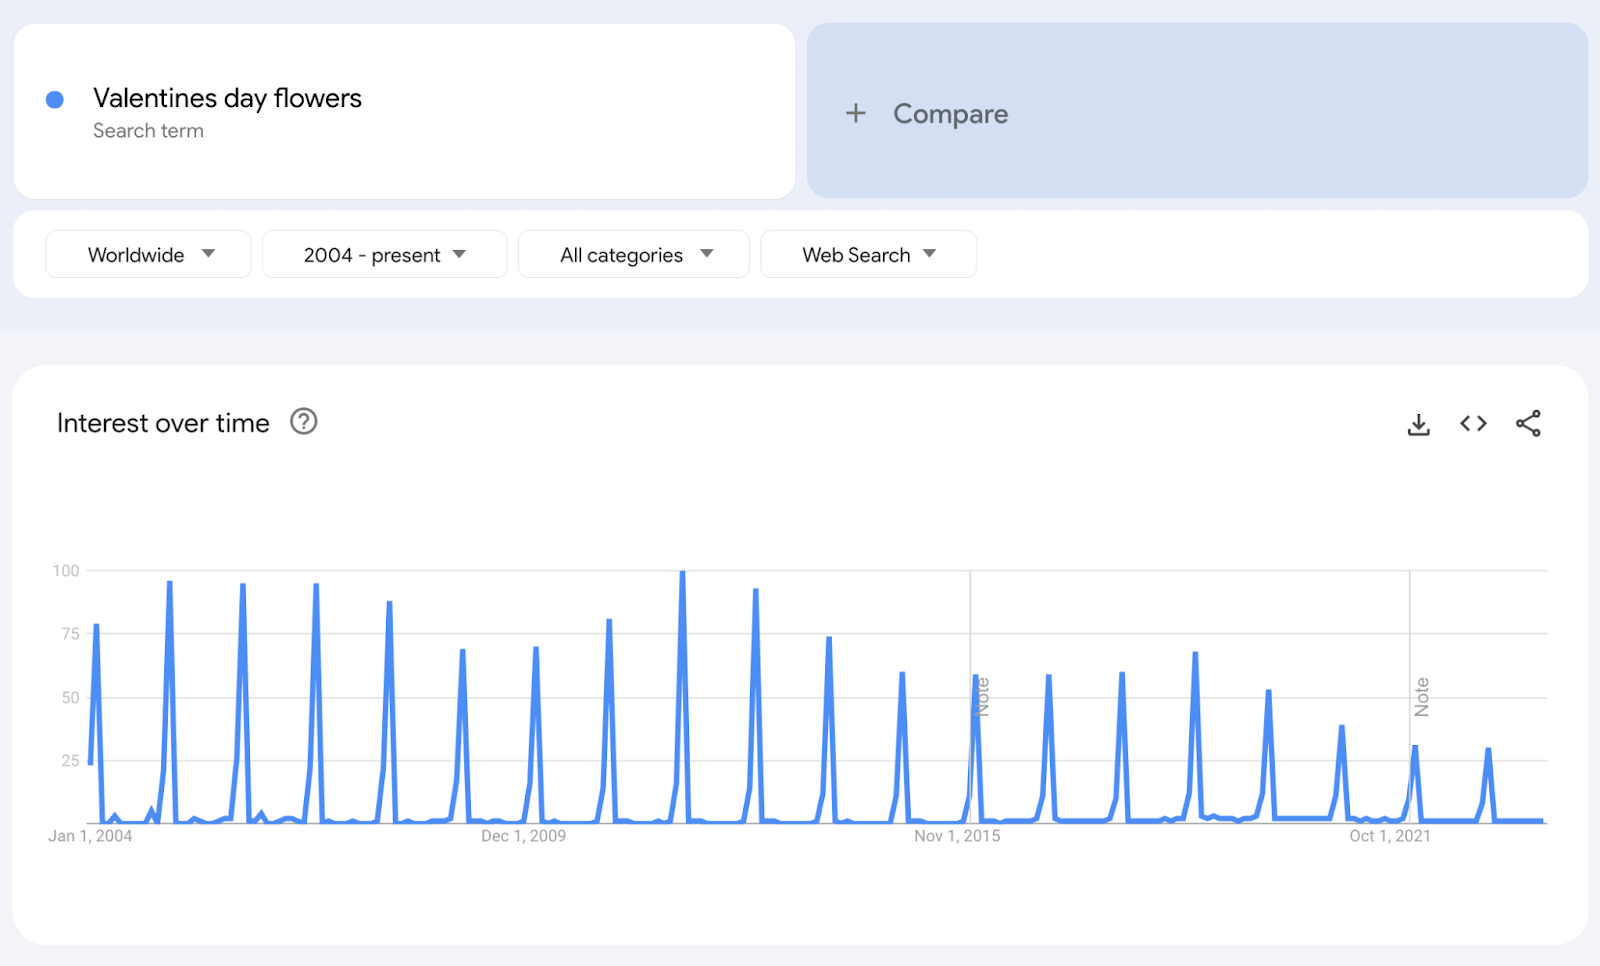 Valentines day flowers
Search term
+ Compare
Worldwide
2004 - present
All categories
Web Search
Interest over time ?
100
75
50
25
Note
Note
Jan 1, 2004
Dec 1, 2009
Nov 1, 2015
Oct 1, 2021